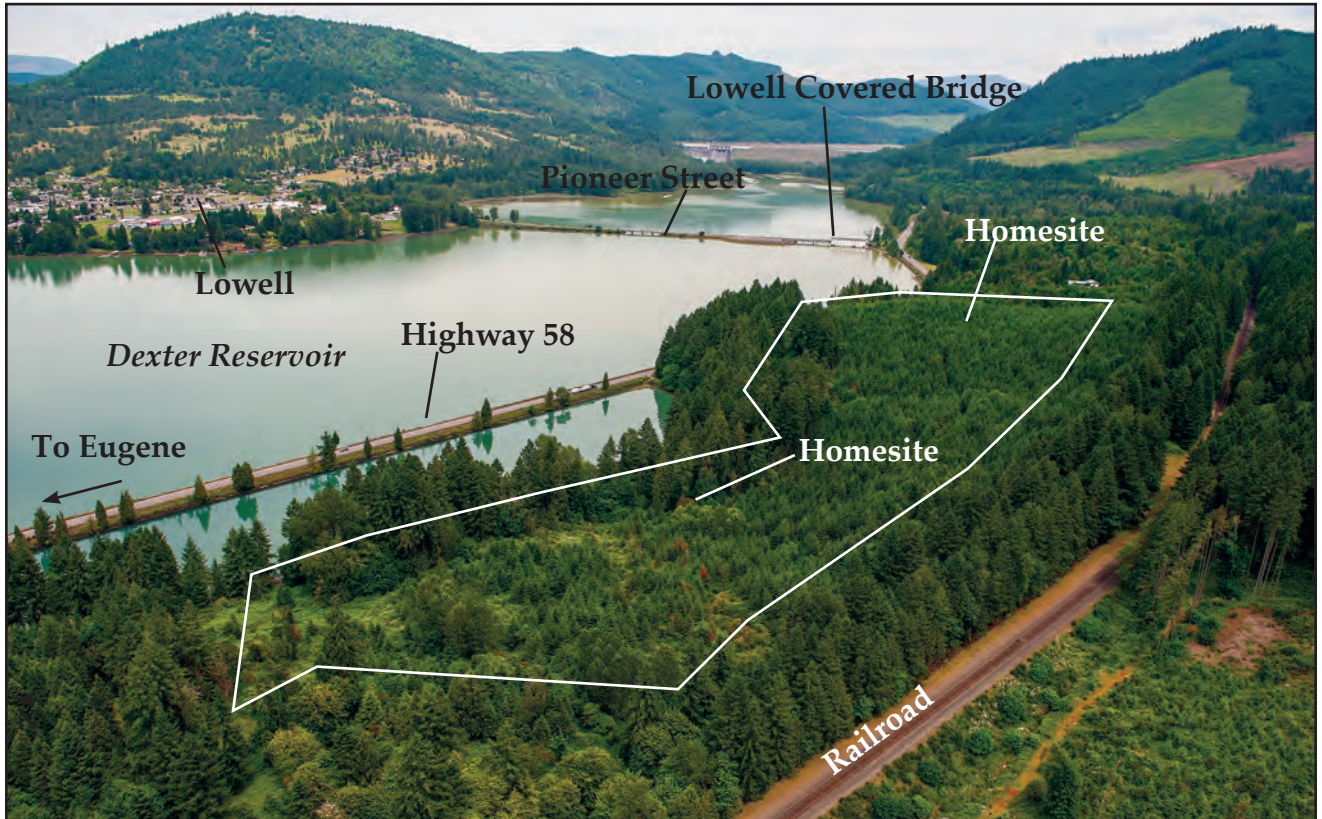 Lowell Covered Bridge
Pioneer Street
Homesite
Lowell
Highway 58
Dexter Reservoir
To Eugene
Homesite
Railroad